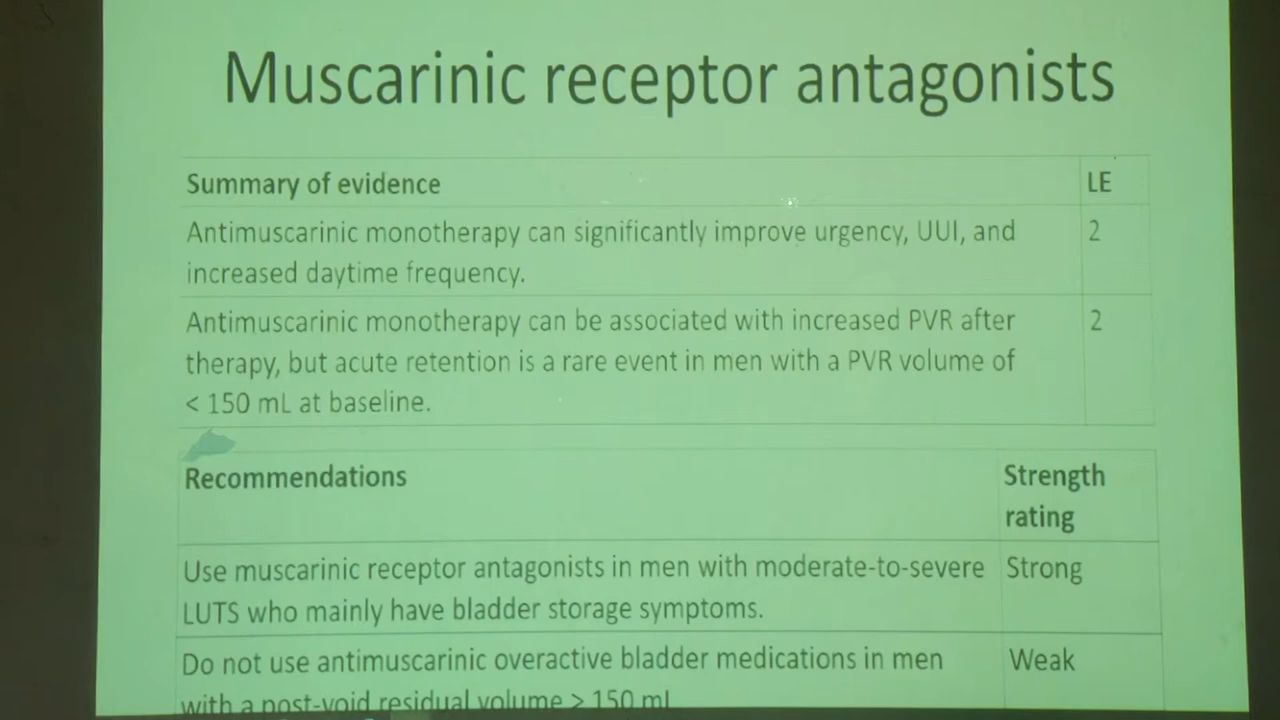 Muscarinic receptor antagonists
Summary of evidence LE
Antimuscarinic monotherapy can significantly improve urgency, UUI, and 2
increased daytime frequency.
Antimuscarinic monotherapy can be associated with increased PVR after 2
therapy, but acute retention is a rare event in men with a PVR volume of
< 150 mL at baseline.
Recommendations Strength
rating
Use muscarinic receptor antagonists in men with moderate-to-severe Strong
LUTS who mainly have bladder storage symptoms.
Do not use antimuscarinic overactive bladder medications in men Weak
with a post-void residual volume > 150 mL